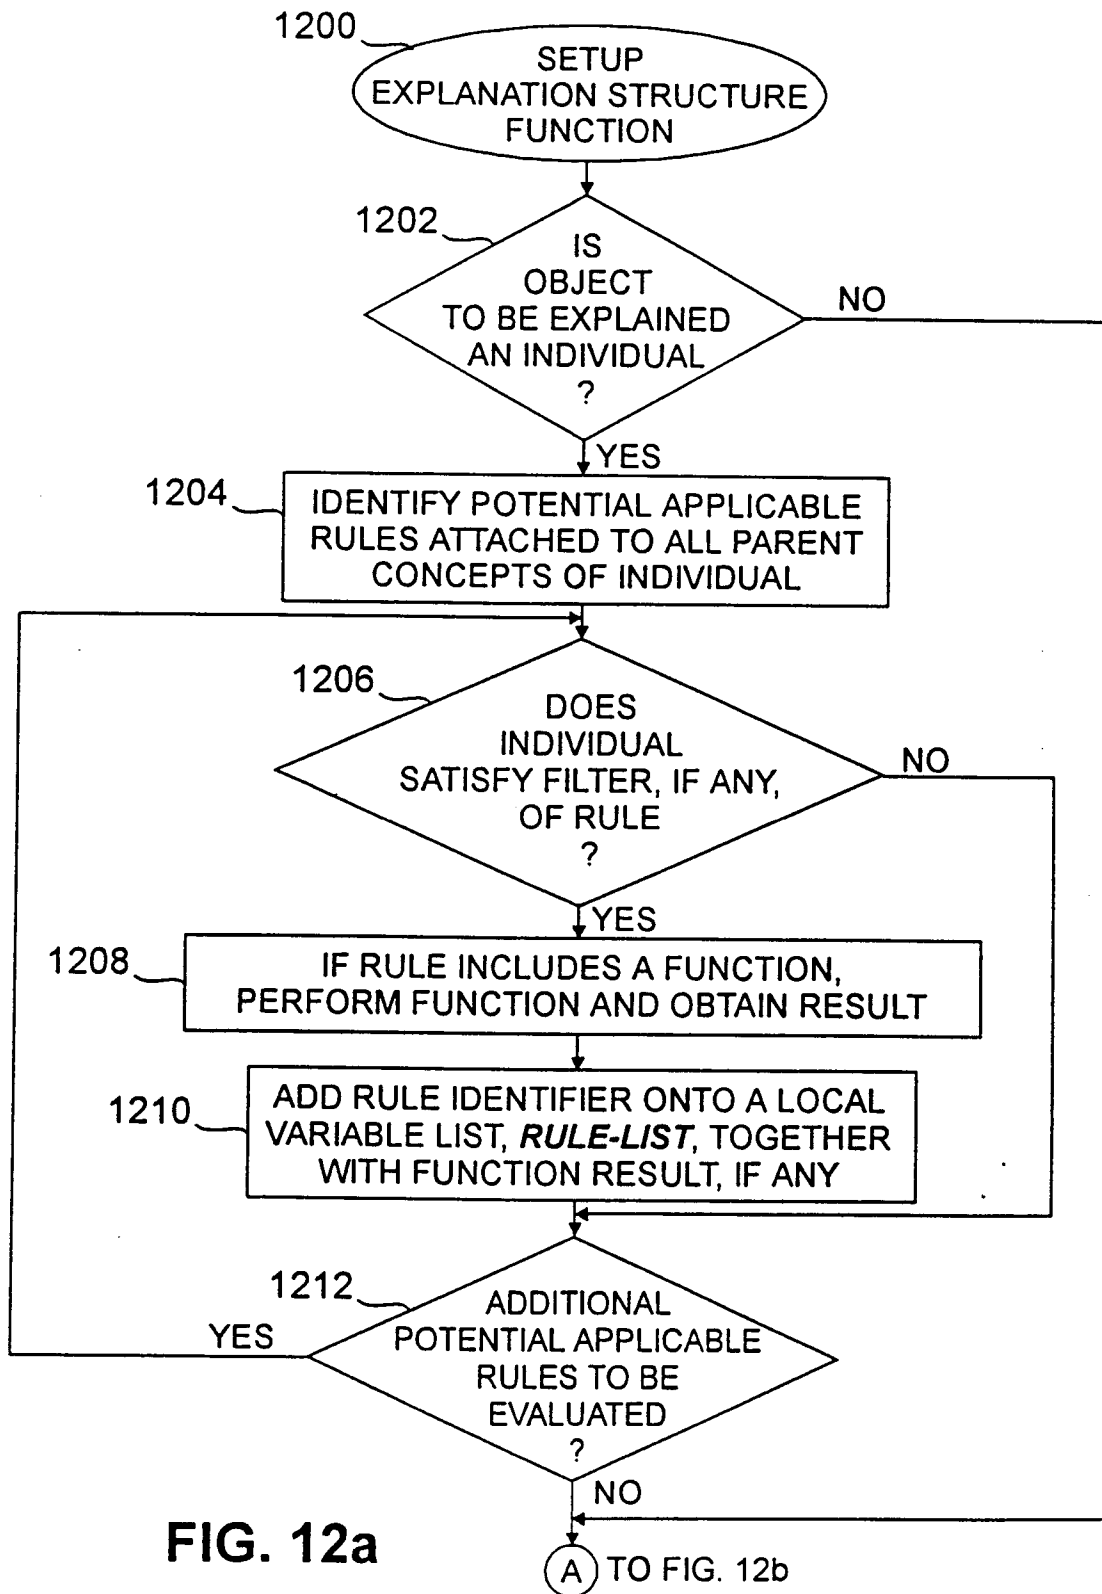 1200
SETUP
EXPLANATION STRUCTURE
FUNCTION
1202
IS
OBJECT
TO BE EXPLAINED
AN INDIVIDUAL
?
NO
YES
1204
IDENTIFY POTENTIAL APPLICABLE
RULES ATTACHED TO ALL PARENT
CONCEPTS OF INDIVIDUAL
1206
DOES
INDIVIDUAL
SATISFY FILTER, IF ANY,
OF RULE
?
NO
YES
1208
IF RULE INCLUDES A FUNCTION,
PERFORM FUNCTION AND OBTAIN RESULT
1210
ADD RULE IDENTIFIER ONTO A LOCAL
VARIABLE LIST, RULE-LIST, TOGETHER
WITH FUNCTION RESULT, IF ANY
1212
YES
ADDITIONAL
POTENTIAL APPLICABLE
RULES TO BE
EVALUATED
?
NO
FIG. 12a
A TO FIG. 12b